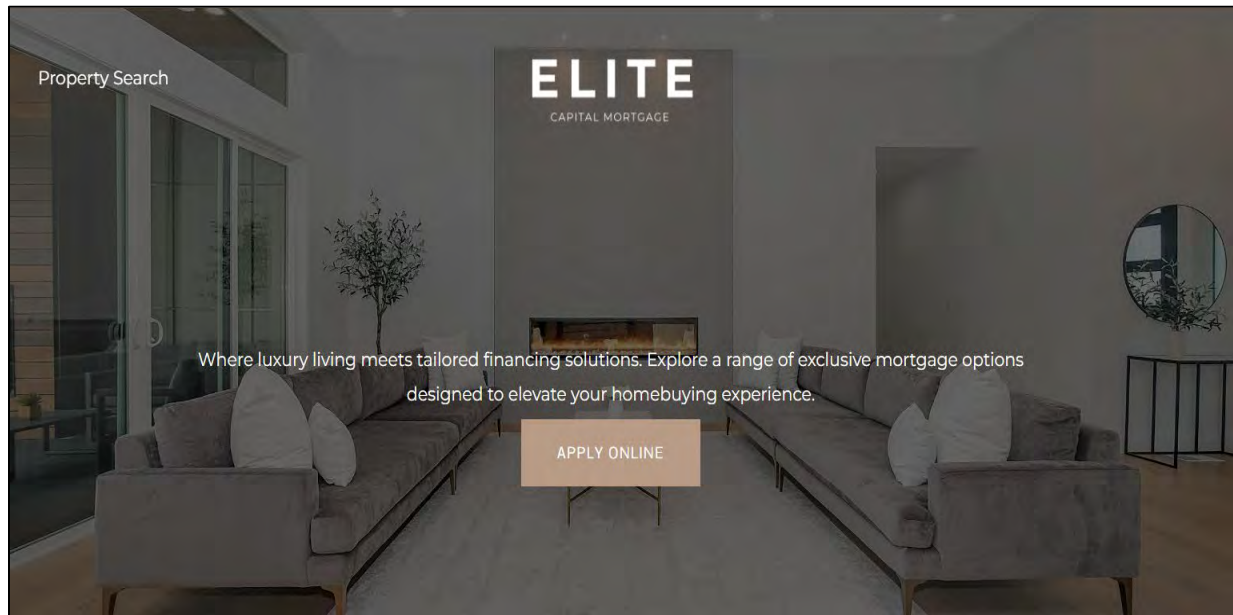 Property Search
ELITE
CAPITAL MORTGAGE
Where luxury living meets tailored financing solutions. Explore a range of exclusive mortgage options
designed to elevate your homebuying experience.
APPLY ONLINE